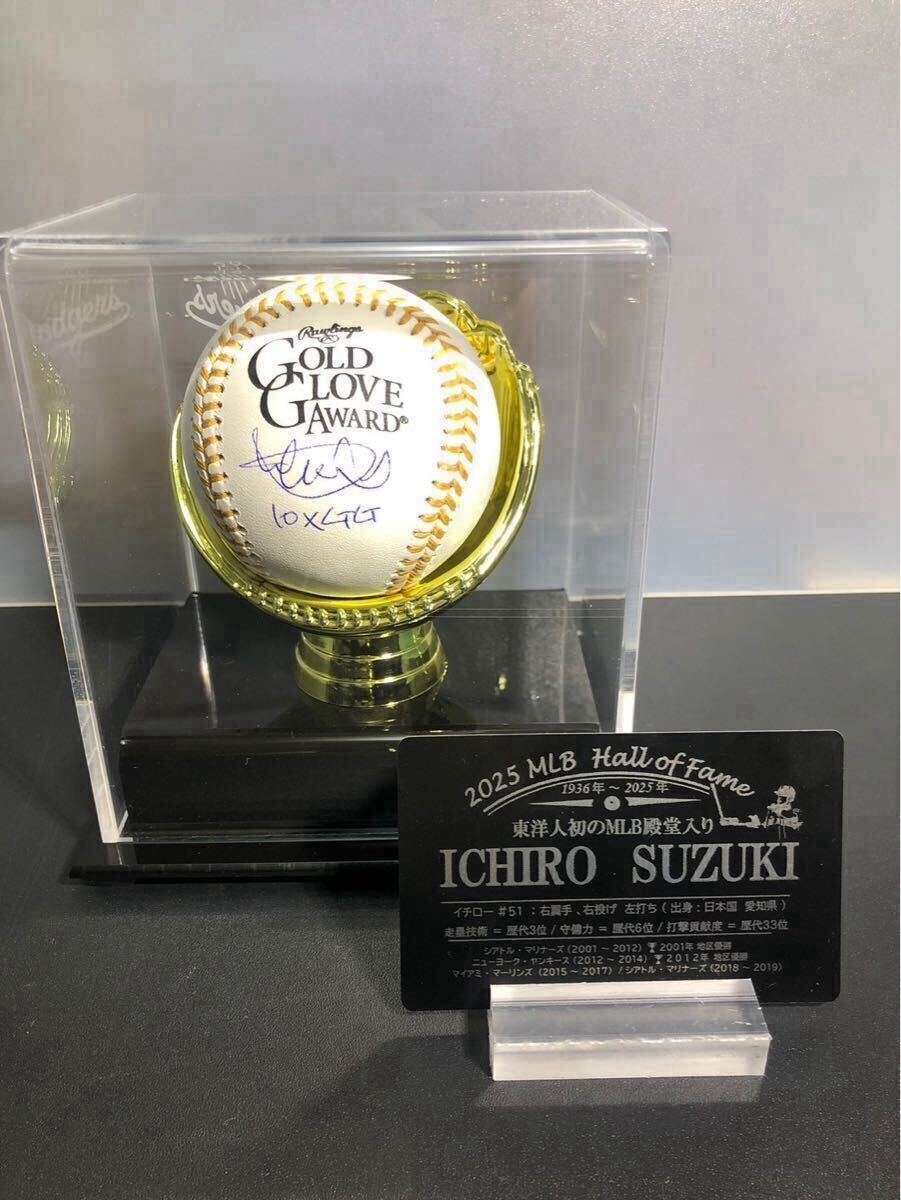 Rawlings
GOLD
GLOVE
AWARD®
10XGG
2025 MLB Hall of Fame
1936年～2025年
東洋人初のMLB殿堂入り
ICHIRO SUZUKI
イチロー #51 : 右翼手、右投げ 左打ち ( 出身 : 日本国 愛知県 )
走塁技術 = 歴代3位 / 守備力 = 歴代6位 / 打撃貢献度 = 歴代33位
シアトル・マリナーズ (2001 ～ 2012) 2001年 地区優勝
ニューヨーク・ヤンキース (2012 ～ 2014) 2012年 地区優勝
マイアミ・マーリンズ (2015 ～ 2017) / シアトル・マリナーズ (2018 ～ 2019)